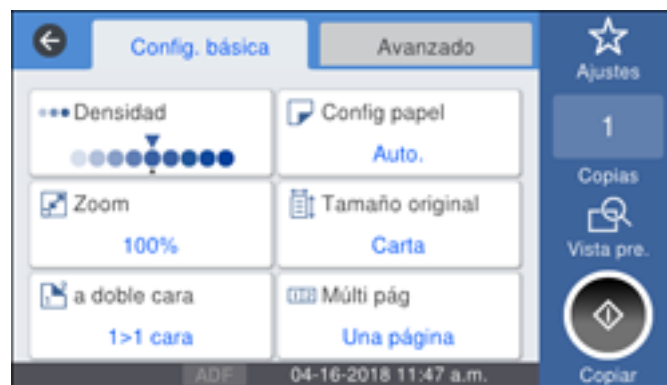 Config. básica
Avanzado
Ajustes
Densidad
Config papel
Auto.
1
Copias
Zoom
100%
Tamaño original
Carta
Vista pre.
a doble cara
1>1 cara
Múlti pág
Una página
ADF
04-16-2018 11:47 a.m.
Copiar